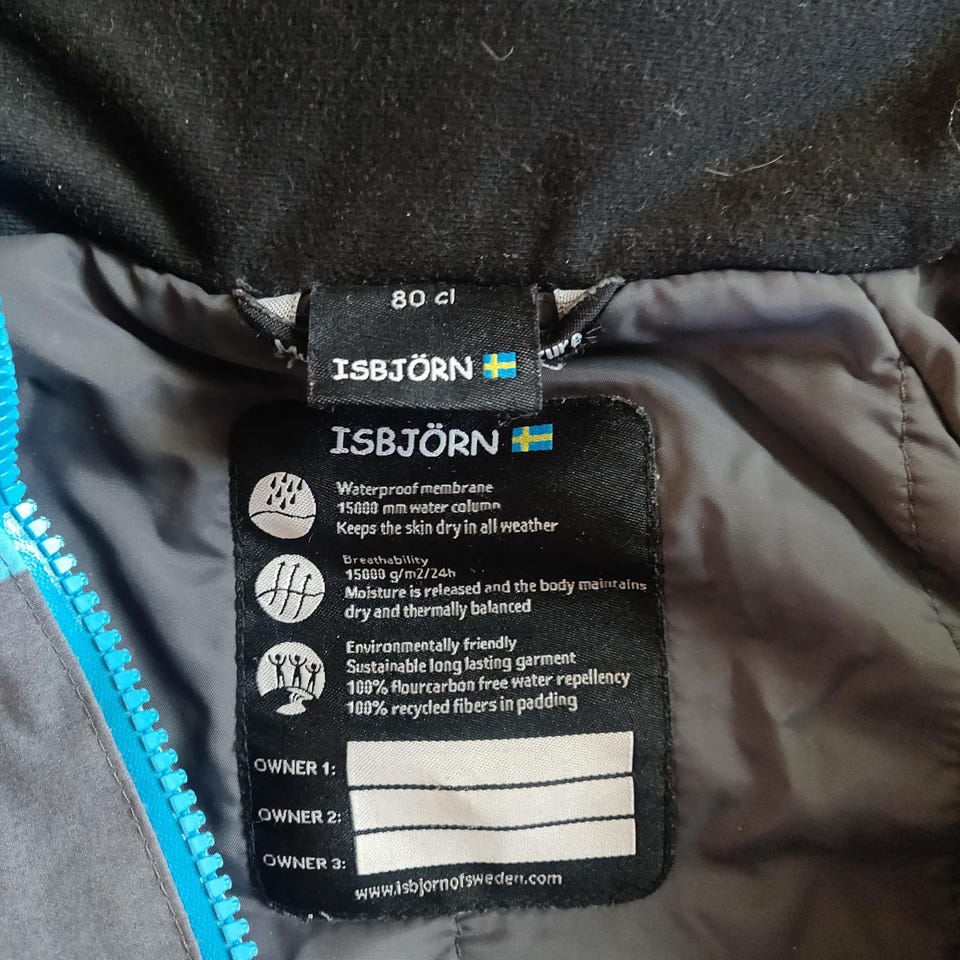 80 cl
ISBJÖRN
ISBJÖRN
Waterproof membrane
15000 mm water column
Keeps the skin dry in all weather
Breathability
15000 g/m2/24h
Moisture is released and the body maintains
dry and thermally balanced
Environmentally friendly
Sustainable long lasting garment
100% flourcarbon free water repellency
100% recycled fibers in padding
OWNER 1:
OWNER 2:
OWNER 3:
www.isbjornofsweden.com